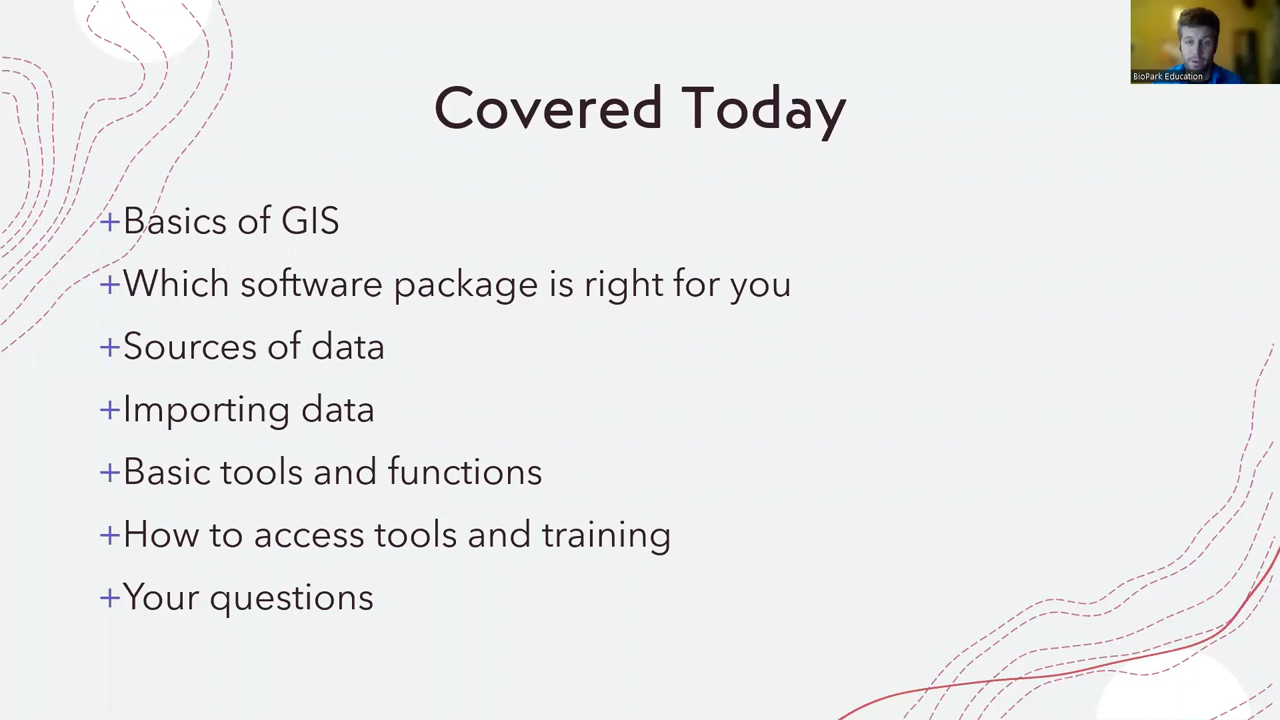 Covered Today
BioPark Education
+Basics of GIS
+Which software package is right for you
+Sources of data
+Importing data
+Basic tools and functions
+How to access tools and training
+Your questions